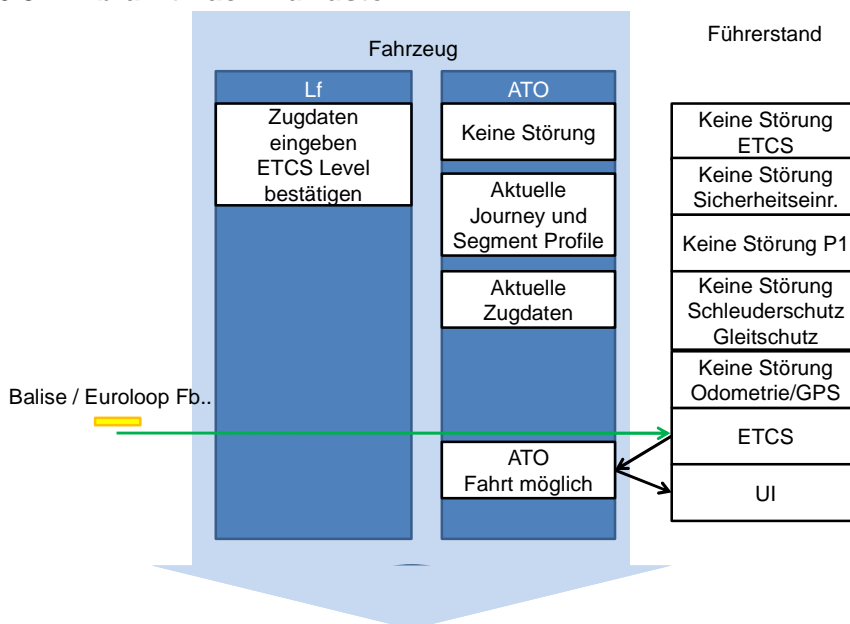 Fahrzeug
Führerstand
Lf
Zugdaten
eingeben
ETCS Level
bestätigen
ATO
Keine Störung
Aktuelle
Journey und
Segment Profile
Aktuelle
Zugdaten
ATO
Fahrt möglich
Keine Störung
ETCS
Keine Störung
Sicherheitseinr.
Keine Störung P1
Keine Störung
Schleuderschutz
Gleitschutz
Keine Störung
Odometrie/GPS
ETCS
UI
Balise / Euroloop Fb..